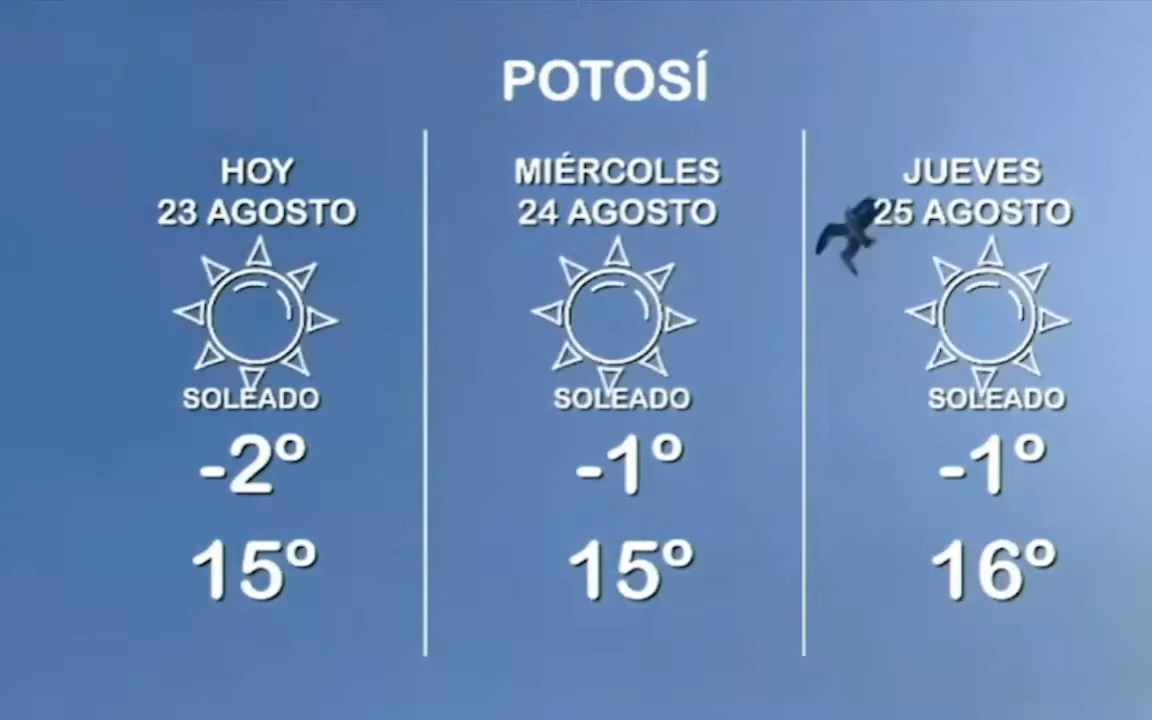 POTOSÍ
HOY
23 AGOSTO
SOLEADO
-2º
15º
MIÉRCOLES
24 AGOSTO
SOLEADO
-1º
15º
JUEVES
25 AGOSTO
SOLEADO
-1º
16º